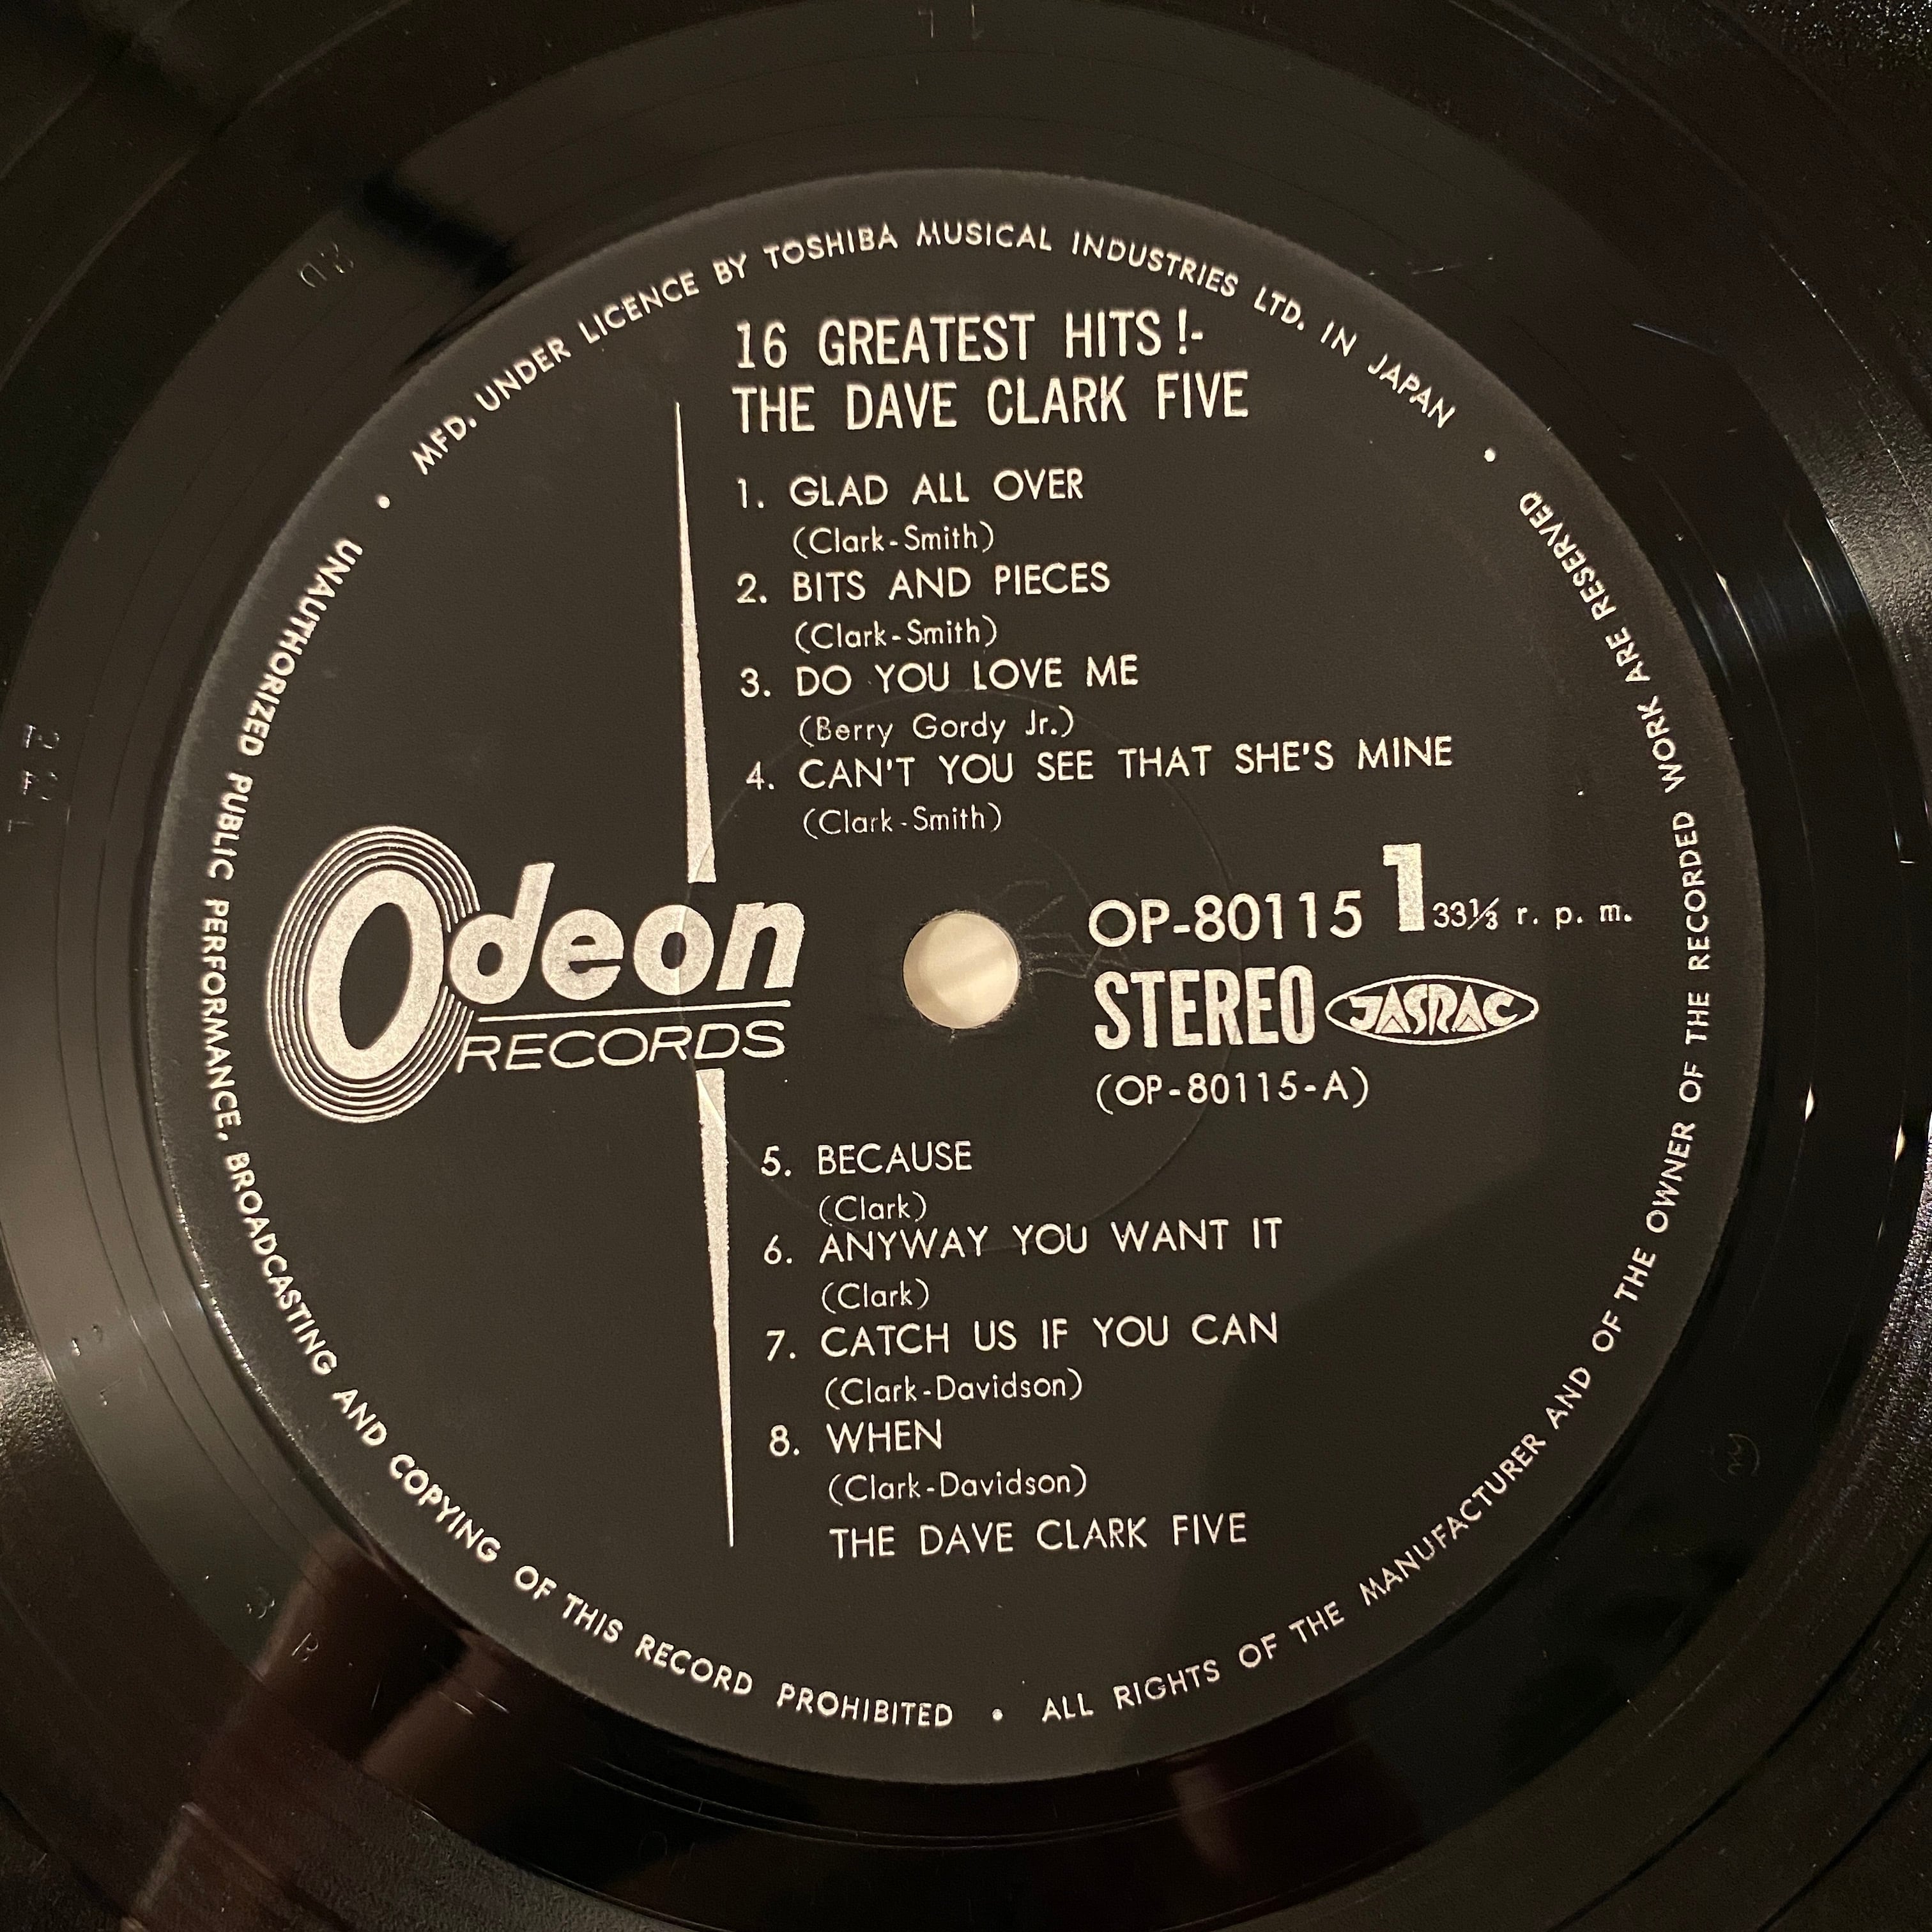 MFD. UNDER LICENCE BY TOSHIBA MUSICAL INDUSTRIES LTD. IN JAPAN •
16 GREATEST HITS !-
THE DAVE CLARK FIVE
1. GLAD ALL OVER
(Clark-Smith)
2. BITS AND PIECES
(Clark-Smith)
3. DO YOU LOVE ME
(Berry Gordy Jr.)
4. CAN'T YOU SEE THAT SHE'S MINE
(Clark-Smith)
Odeon
RECORDS
OP-80115 1 33⅓ r. p. m.
STEREO JASRAC
(OP-80115-A)
5. BECAUSE
(Clark)
6. ANYWAY YOU WANT IT
(Clark)
7. CATCH US IF YOU CAN
(Clark-Davidson)
8. WHEN
(Clark-Davidson)
THE DAVE CLARK FIVE
• UNAUTHORIZED PUBLIC PERFORMANCE, BROADCASTING AND COPYING OF THIS RECORD PROHIBITED • ALL RIGHTS OF THE MANUFACTURER AND OF THE OWNER OF THE RECORDED WORK ARE RESERVED